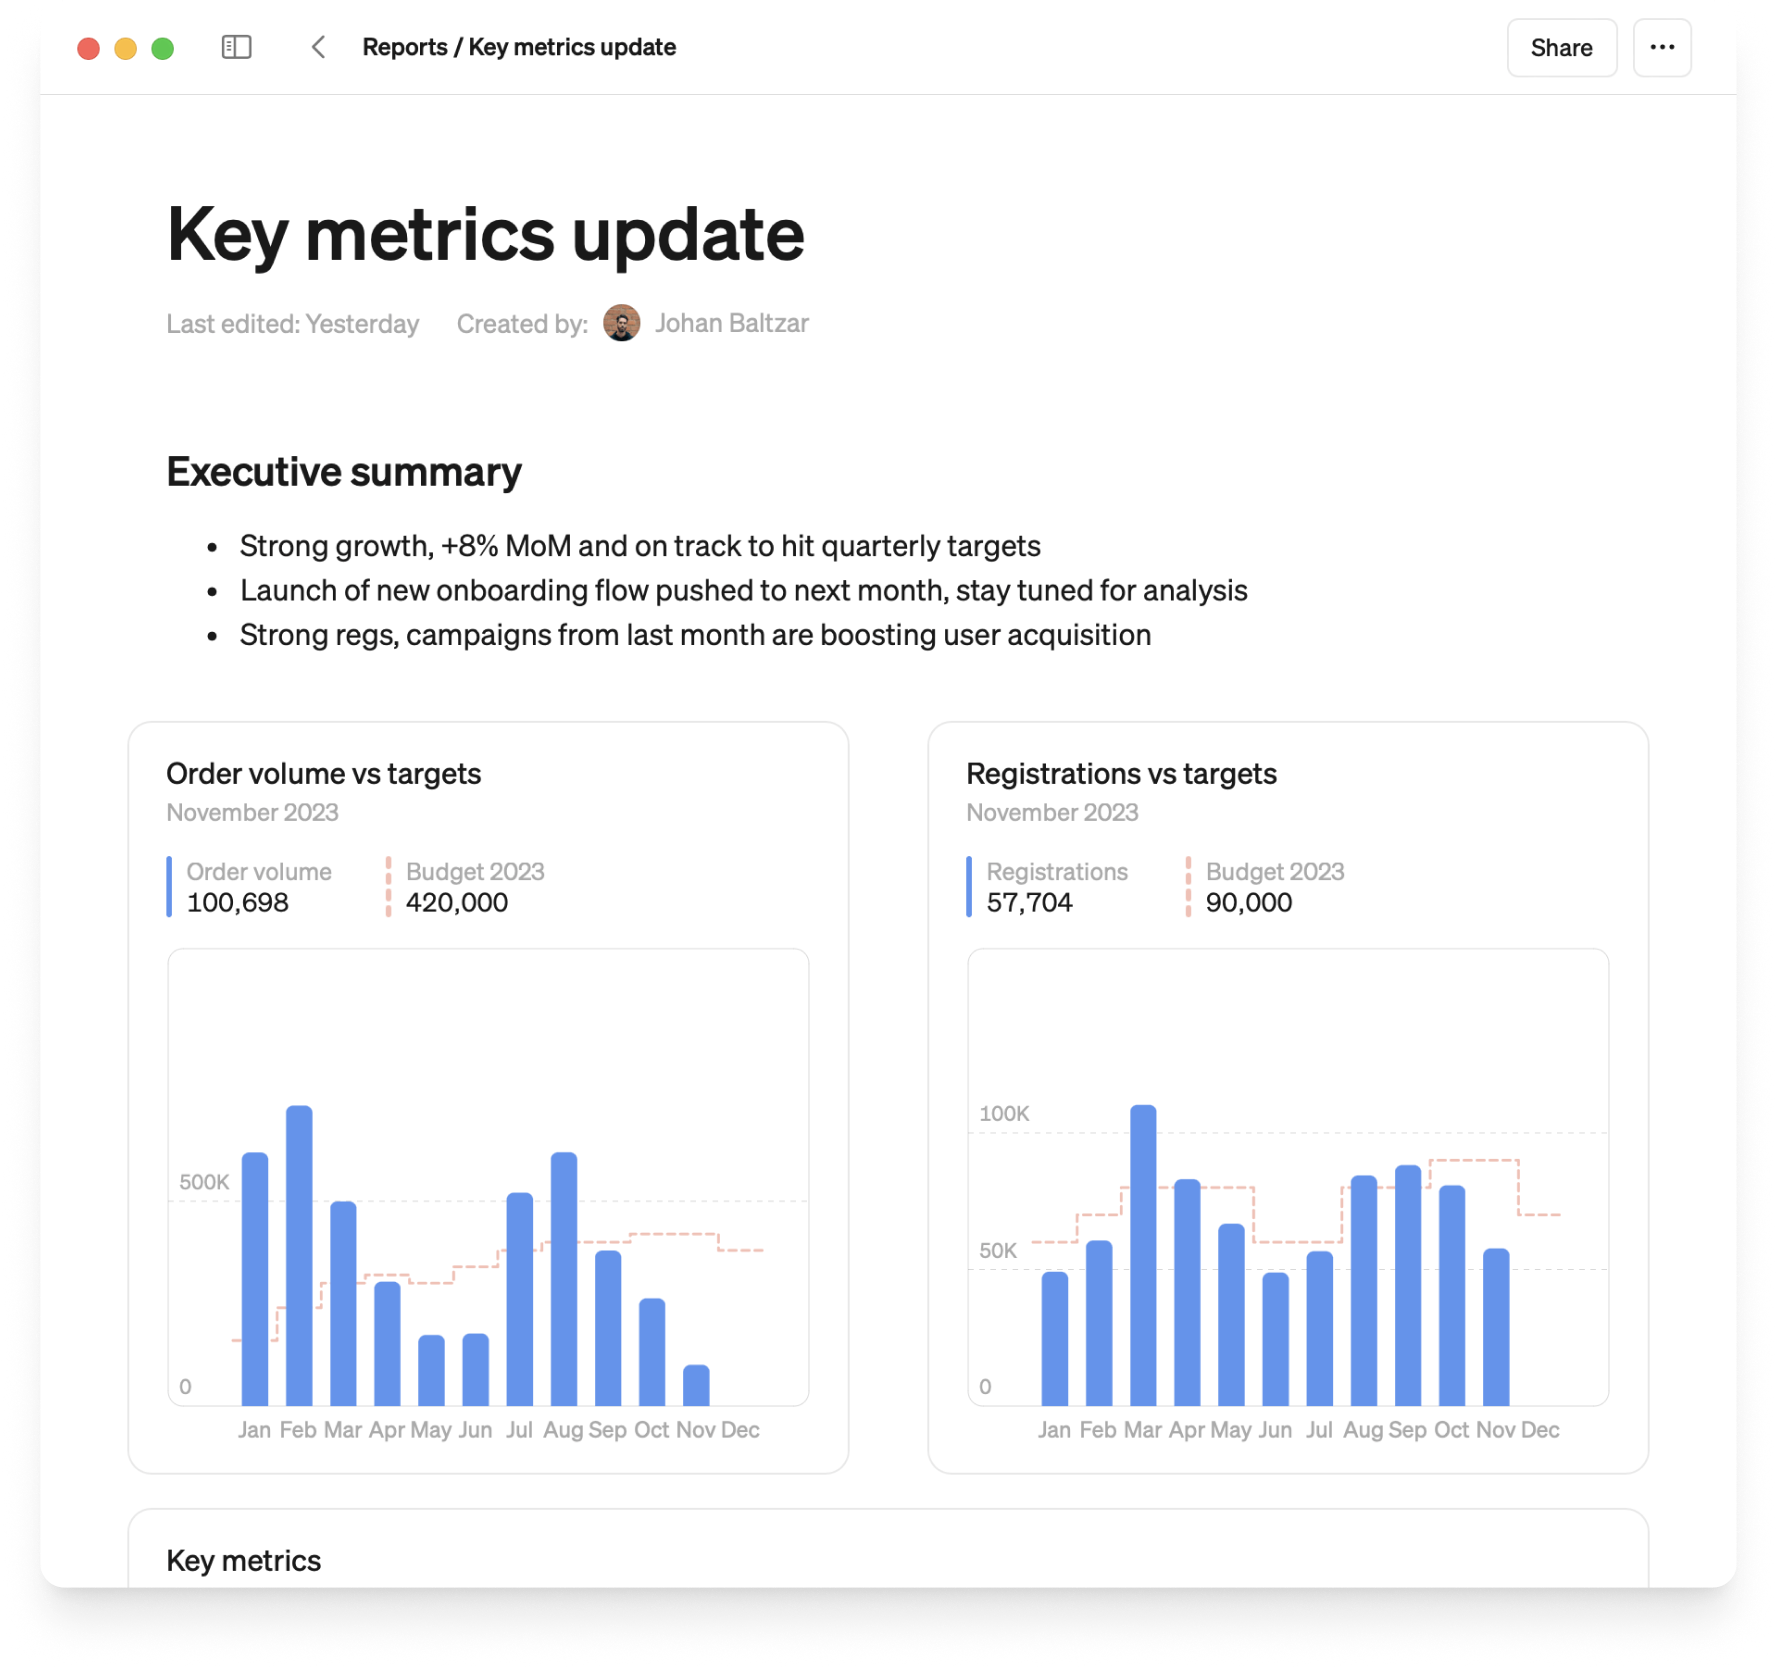 Reports / Key metrics update
Share
Key metrics update
Last edited: Yesterday Created by: Johan Baltzar
Executive summary
• Strong growth, +8% MoM and on track to hit quarterly targets
• Launch of new onboarding flow pushed to next month, stay tuned for analysis
• Strong regs, campaigns from last month are boosting user acquisition
Order volume vs targets
November 2023
Order volume Budget 2023
100,698 420,000
500K
0
Jan Feb Mar Apr May Jun Jul Aug Sep Oct Nov Dec
Registrations vs targets
November 2023
Registrations Budget 2023
57,704 90,000
100K
50K
0
Jan Feb Mar Apr May Jun Jul Aug Sep Oct Nov Dec
Key metrics